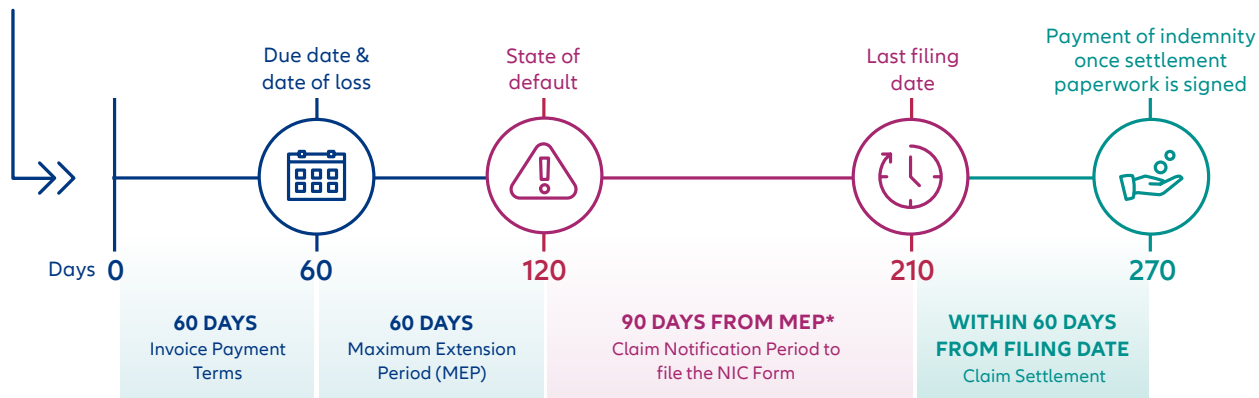 Due date &
date of loss
State of
default
Last filing
date
Payment of indemnity
once settlement
paperwork is signed
Days 0 60 120 210 270
60 DAYS
Invoice Payment
Terms
60 DAYS
Maximum Extension
Period (MEP)
90 DAYS FROM MEP*
Claim Notification Period to
file the NIC Form
WITHIN 60 DAYS
FROM FILING DATE
Claim Settlement